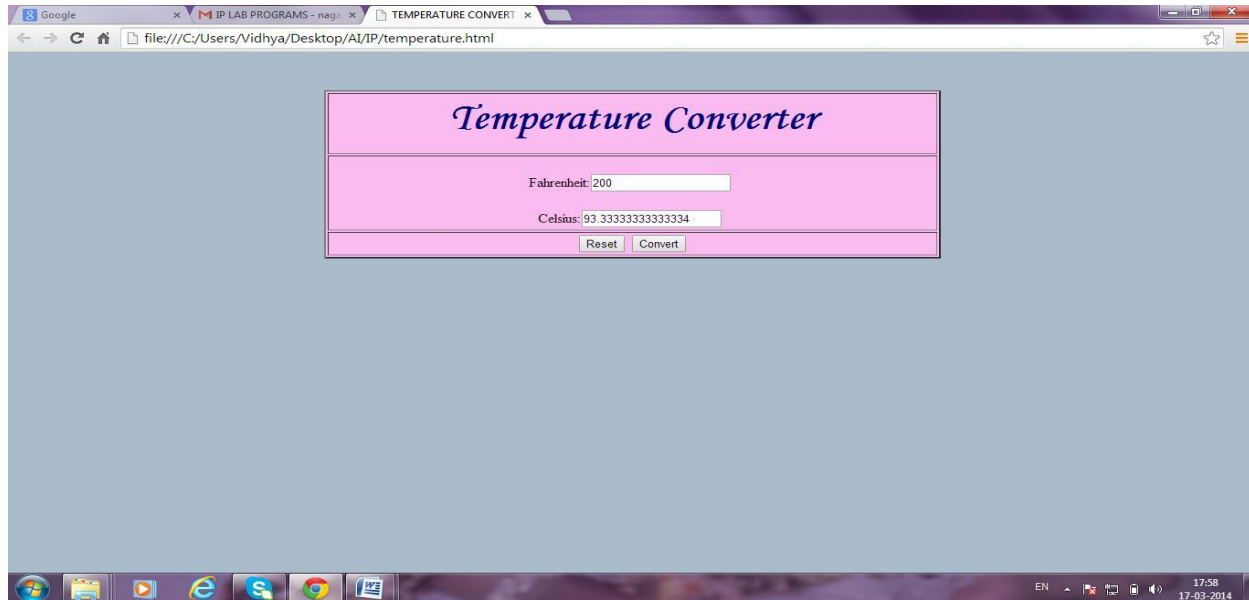 Google
IP LAB PROGRAMS - naga
TEMPERATURE CONVERT
file:///C:/Users/Vidhya/Desktop/AI/IP/temperature.html
Temperature Converter
Fahrenheit: 200
Celsius: 93.33333333333334
Reset Convert
EN 17:58
17-03-2014